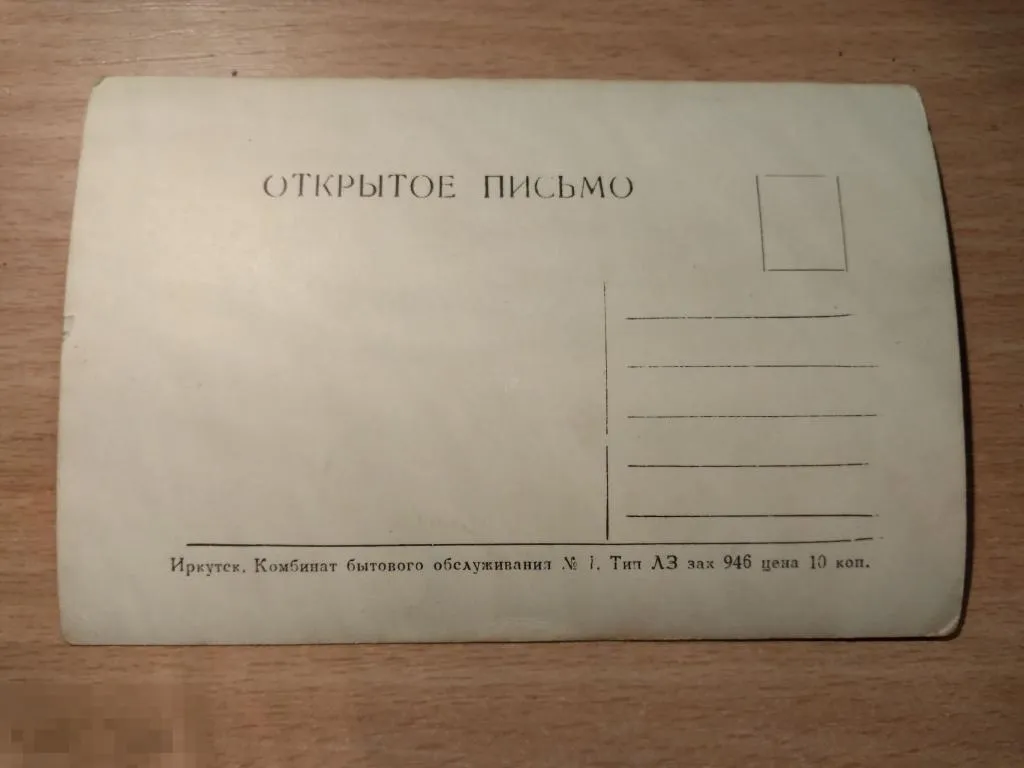 ОТКРЫТОЕ ПИСЬМО
Иркутск. Комбинат бытового обслуживания № 1. Тип ЛЗ зак 946 цена 10 коп.